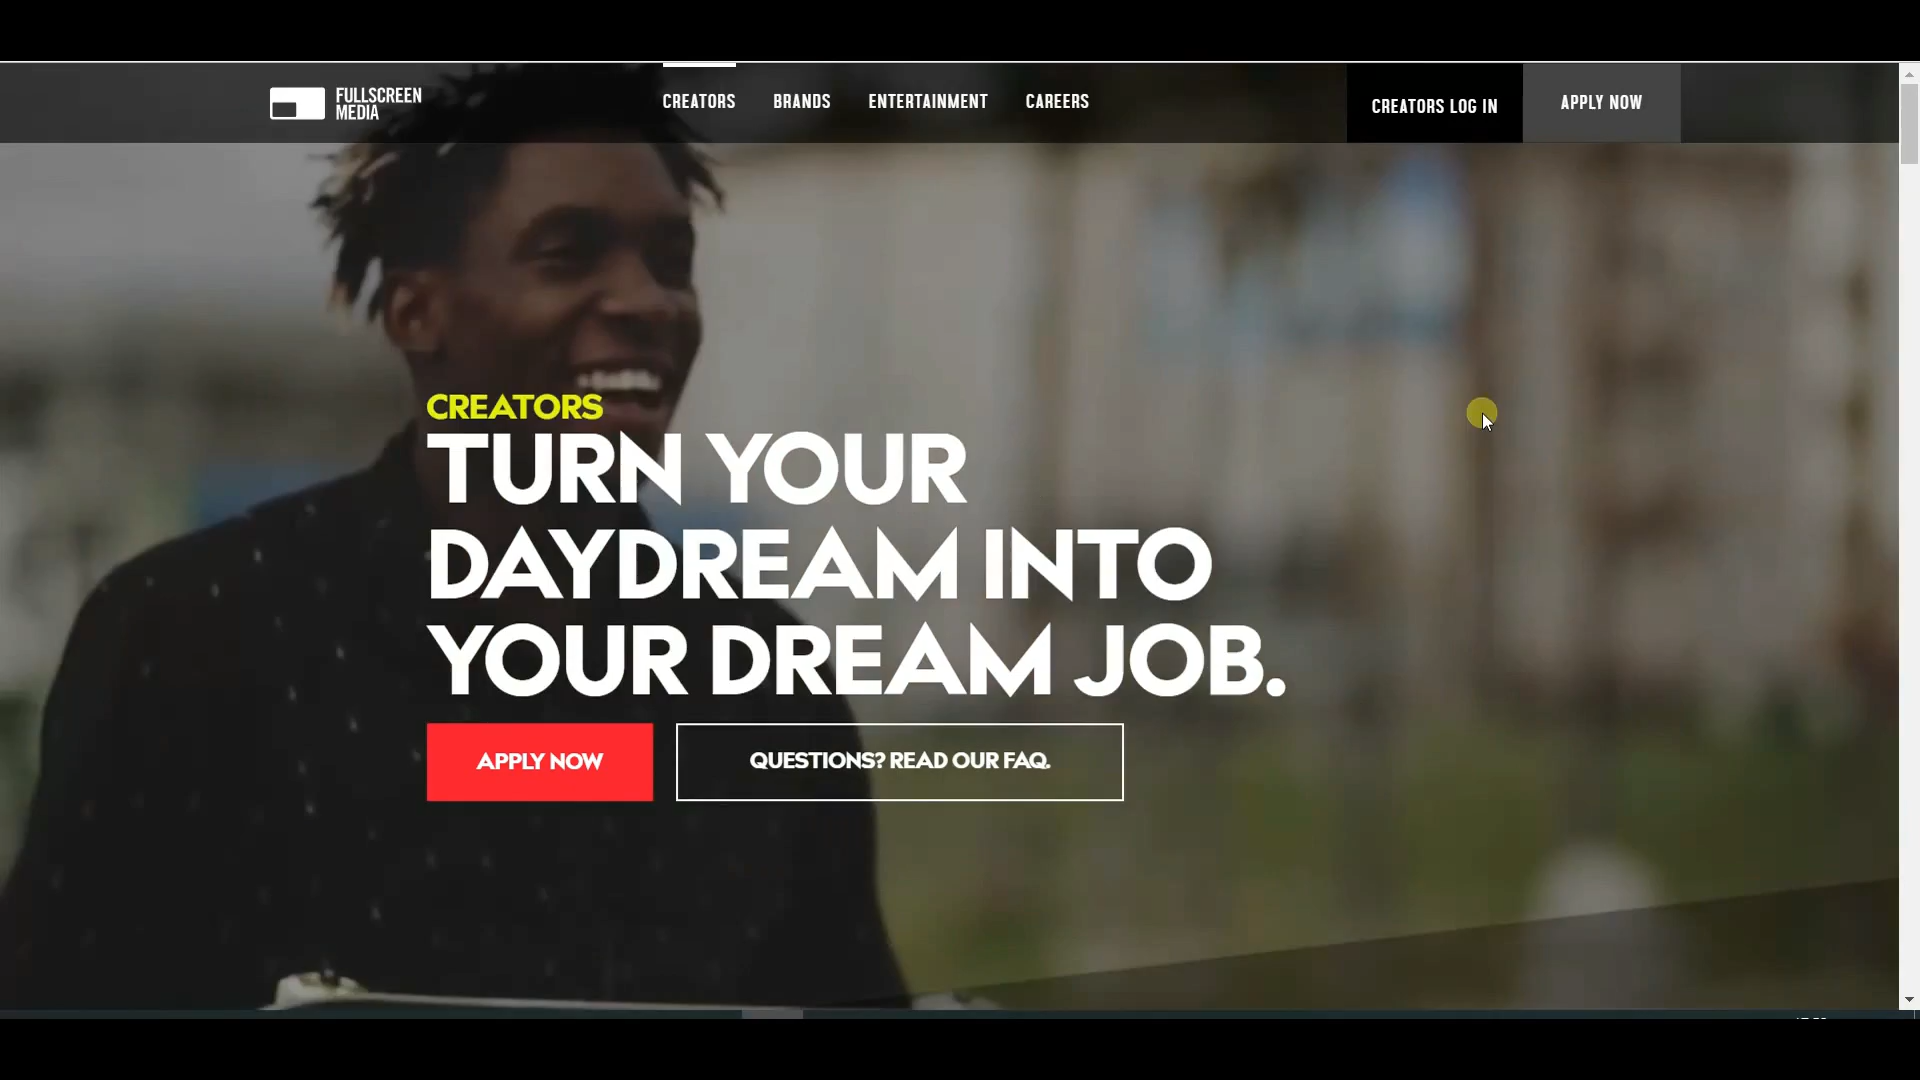 FULLSCREEN
MEDIA
CREATORS
BRANDS
ENTERTAINMENT
CAREERS
CREATORS LOG IN
APPLY NOW
CREATORS
TURN YOUR
DAYDREAM INTO
YOUR DREAM JOB.
APPLY NOW
QUESTIONS? READ OUR FAQ.